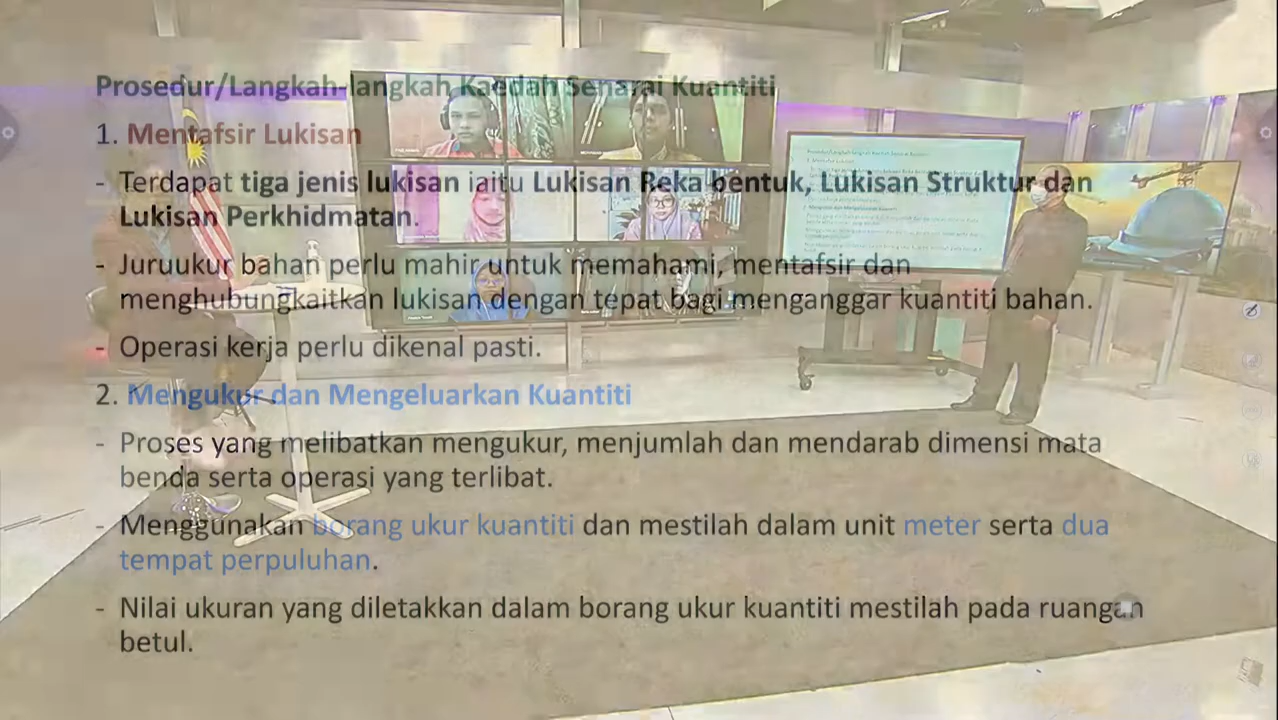 Prosedur/Langkah-langkah Kaedah Senarai Kuantiti
1. Mentafsir Lukisan
- Terdapat tiga jenis lukisan iaitu Lukisan Reka bentuk, Lukisan Struktur dan
Lukisan Perkhidmatan.
- Juruukur bahan perlu mahir untuk memahami, mentafsir dan
menghubungkaitkan lukisan dengan tepat bagi menganggar kuantiti bahan.
- Operasi kerja perlu dikenal pasti.
2. Mengukur dan Mengeluarkan Kuantiti
- Proses yang melibatkan mengukur, menjumlah dan mendarab dimensi mata
benda serta operasi yang terlibat.
- Menggunakan borang ukur kuantiti dan mestilah dalam unit meter serta dua
tempat perpuluhan.
- Nilai ukuran yang diletakkan dalam borang ukur kuantiti mestilah pada ruangan
betul.